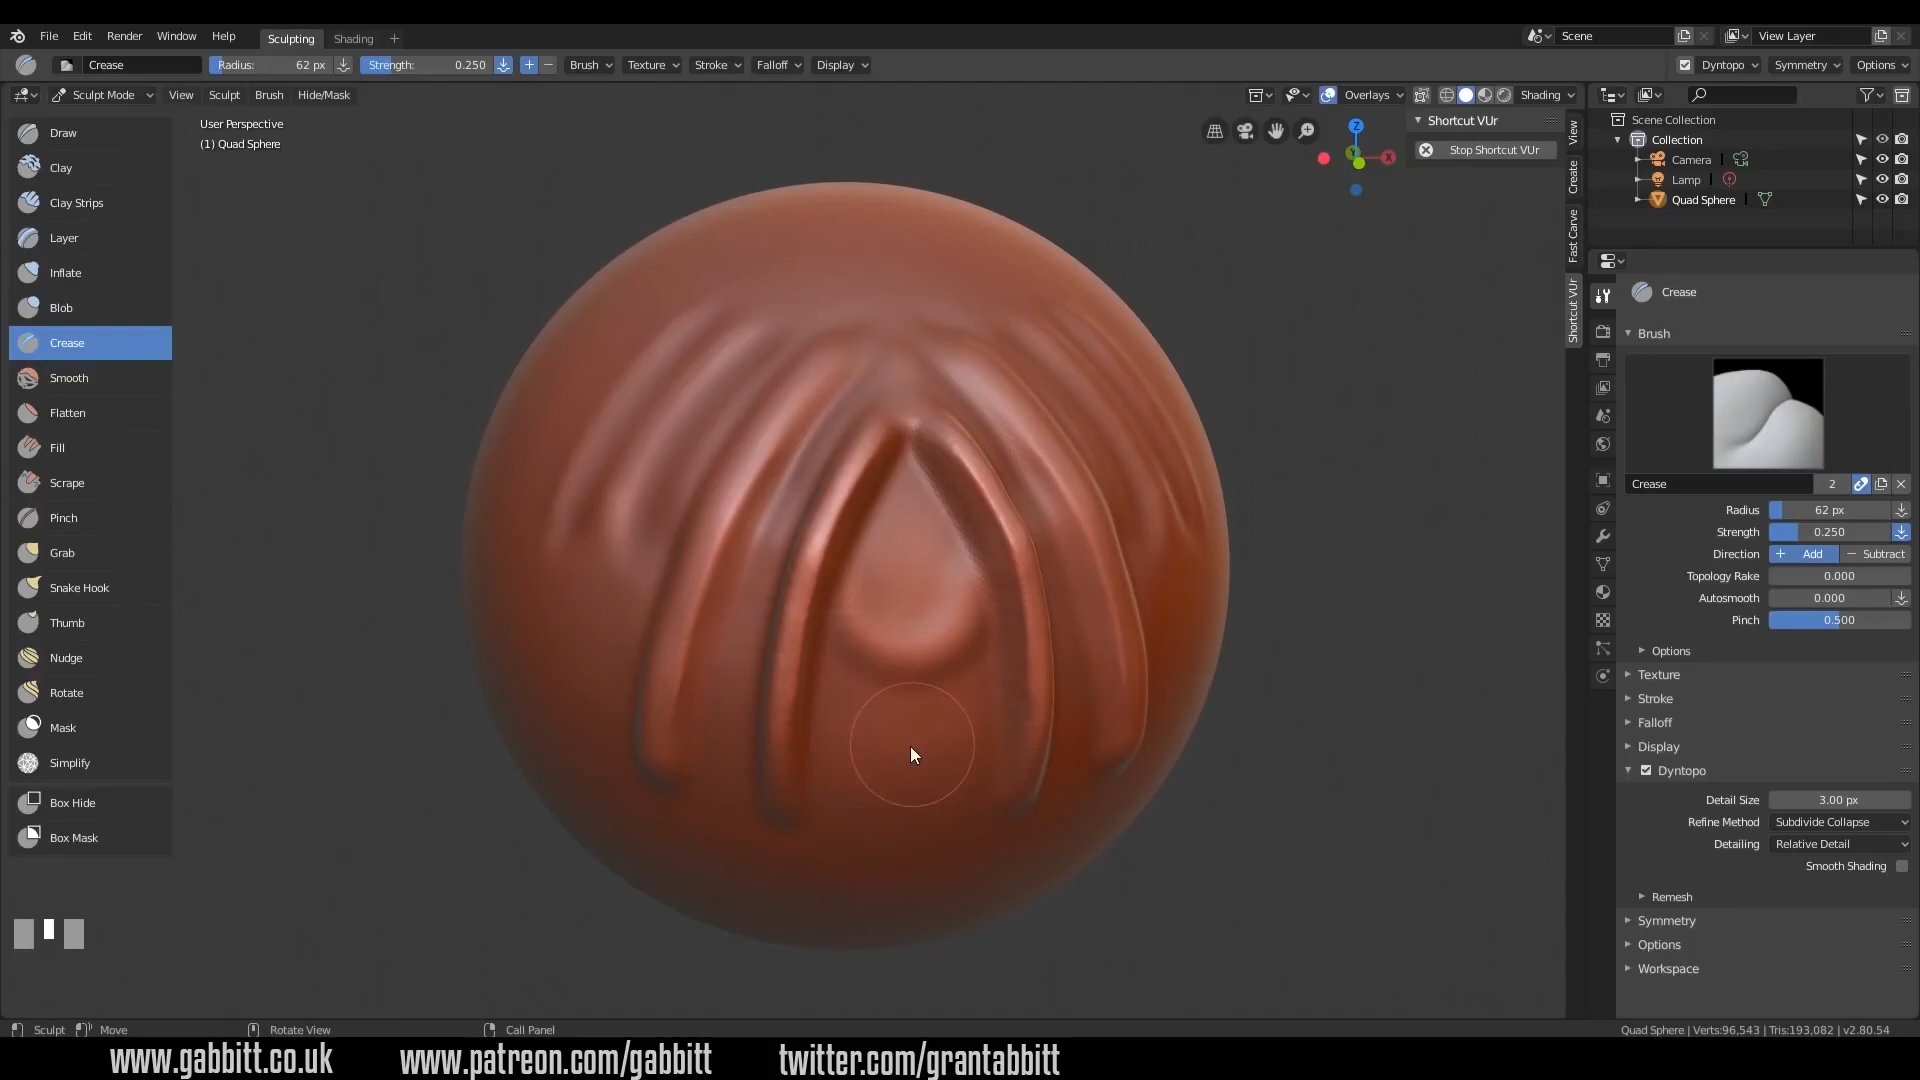 File Edit Render Window Help Sculpting Shading + Scene View Layer
Crease Radius: 62 px Strength: 0.250 Brush Texture Stroke Falloff Display Dyntopo Symmetry Options
Sculpt Mode View Sculpt Brush Hide/Mask Overlays Shading
User Perspective
(1) Quad Sphere
Draw
Clay
Clay Strips
Layer
Inflate
Blob
Crease
Smooth
Flatten
Fill
Scrape
Pinch
Grab
Snake Hook
Thumb
Nudge
Rotate
Mask
Simplify
Box Hide
Box Mask
Z
Y
X
Shortcut VUr
Stop Shortcut VUr
View
Create
Fast Carve
Shortcut VUr
Scene Collection
Collection
Camera
Lamp
Quad Sphere
Crease
Brush
Crease 2
Radius 62 px
Strength 0.250
Direction + Add − Subtract
Topology Rake 0.000
Autosmooth 0.000
Pinch 0.500
Options
Texture
Stroke
Falloff
Display
Dyntopo
Detail Size 3.00 px
Refine Method Subdivide Collapse
Detailing Relative Detail
Smooth Shading
Remesh
Symmetry
Options
Workspace
Sculpt Move Rotate View Call Panel Quad Sphere | Verts:96,543 | Tris:193,082 | v2.80.54
www.gabbitt.co.uk www.patreon.com/gabbitt twitter.com/grantabbitt